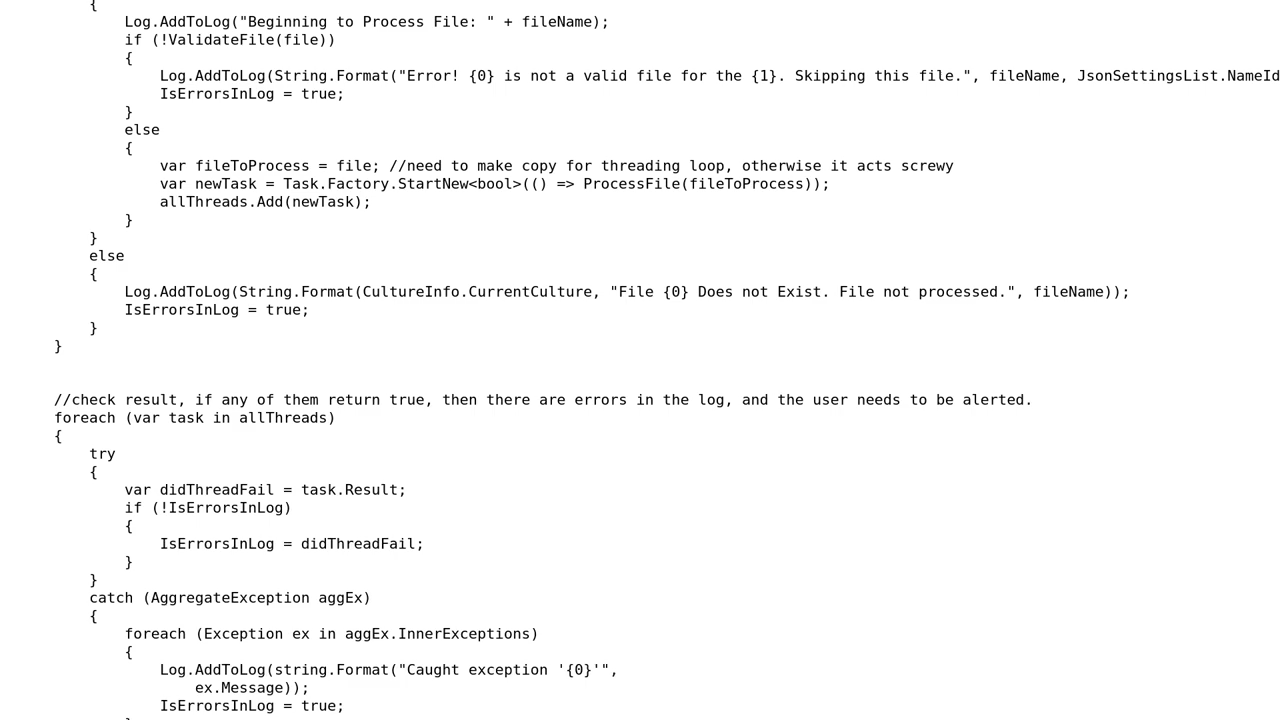 {
Log.AddToLog("Beginning to Process File: " + fileName);
if (!ValidateFile(file))
{
Log.AddToLog(String.Format("Error! {0} is not a valid file for the {1}. Skipping this file.", fileName, JsonSettingsList.NameId
IsErrorsInLog = true;
}
else
{
var fileToProcess = file; //need to make copy for threading loop, otherwise it acts screwy
var newTask = Task.Factory.StartNew<bool>(() => ProcessFile(fileToProcess));
allThreads.Add(newTask);
}
}
else
{
Log.AddToLog(String.Format(CultureInfo.CurrentCulture, "File {0} Does not Exist. File not processed.", fileName));
IsErrorsInLog = true;
}
}
//check result, if any of them return true, then there are errors in the log, and the user needs to be alerted.
foreach (var task in allThreads)
{
try
{
var didThreadFail = task.Result;
if (!IsErrorsInLog)
{
IsErrorsInLog = didThreadFail;
}
}
catch (AggregateException aggEx)
{
foreach (Exception ex in aggEx.InnerExceptions)
{
Log.AddToLog(string.Format("Caught exception '{0}'",
ex.Message));
IsErrorsInLog = true;
}